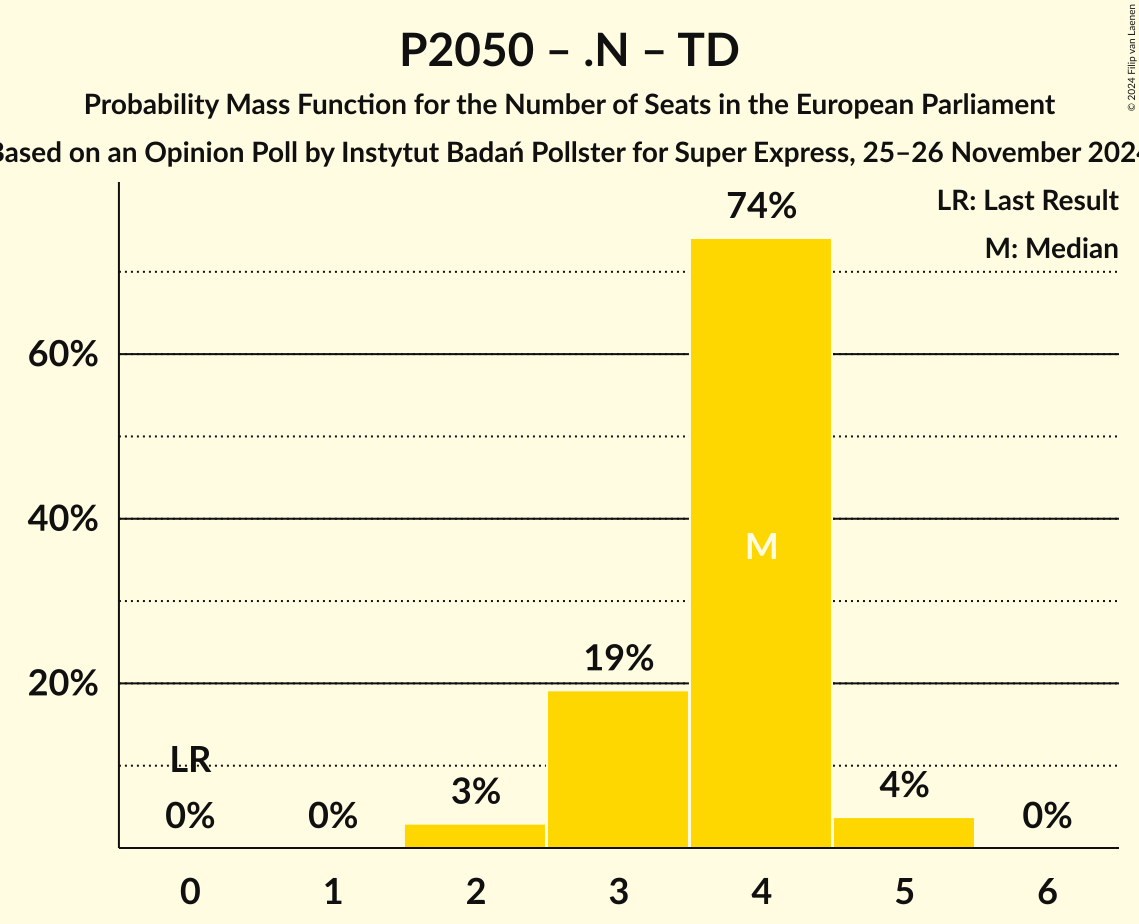 P2050 – .N – TD
Probability Mass Function for the Number of Seats in the European Parliament
Based on an Opinion Poll by Instytut Badań Pollster for Super Express, 25–26 November 2024
© 2024 Filip van Laenen
LR: Last Result
M: Median
74%
60%
40%
M
19%
20%
LR
0%
0%
3%
4%
0%
0
1
2
3
4
5
6